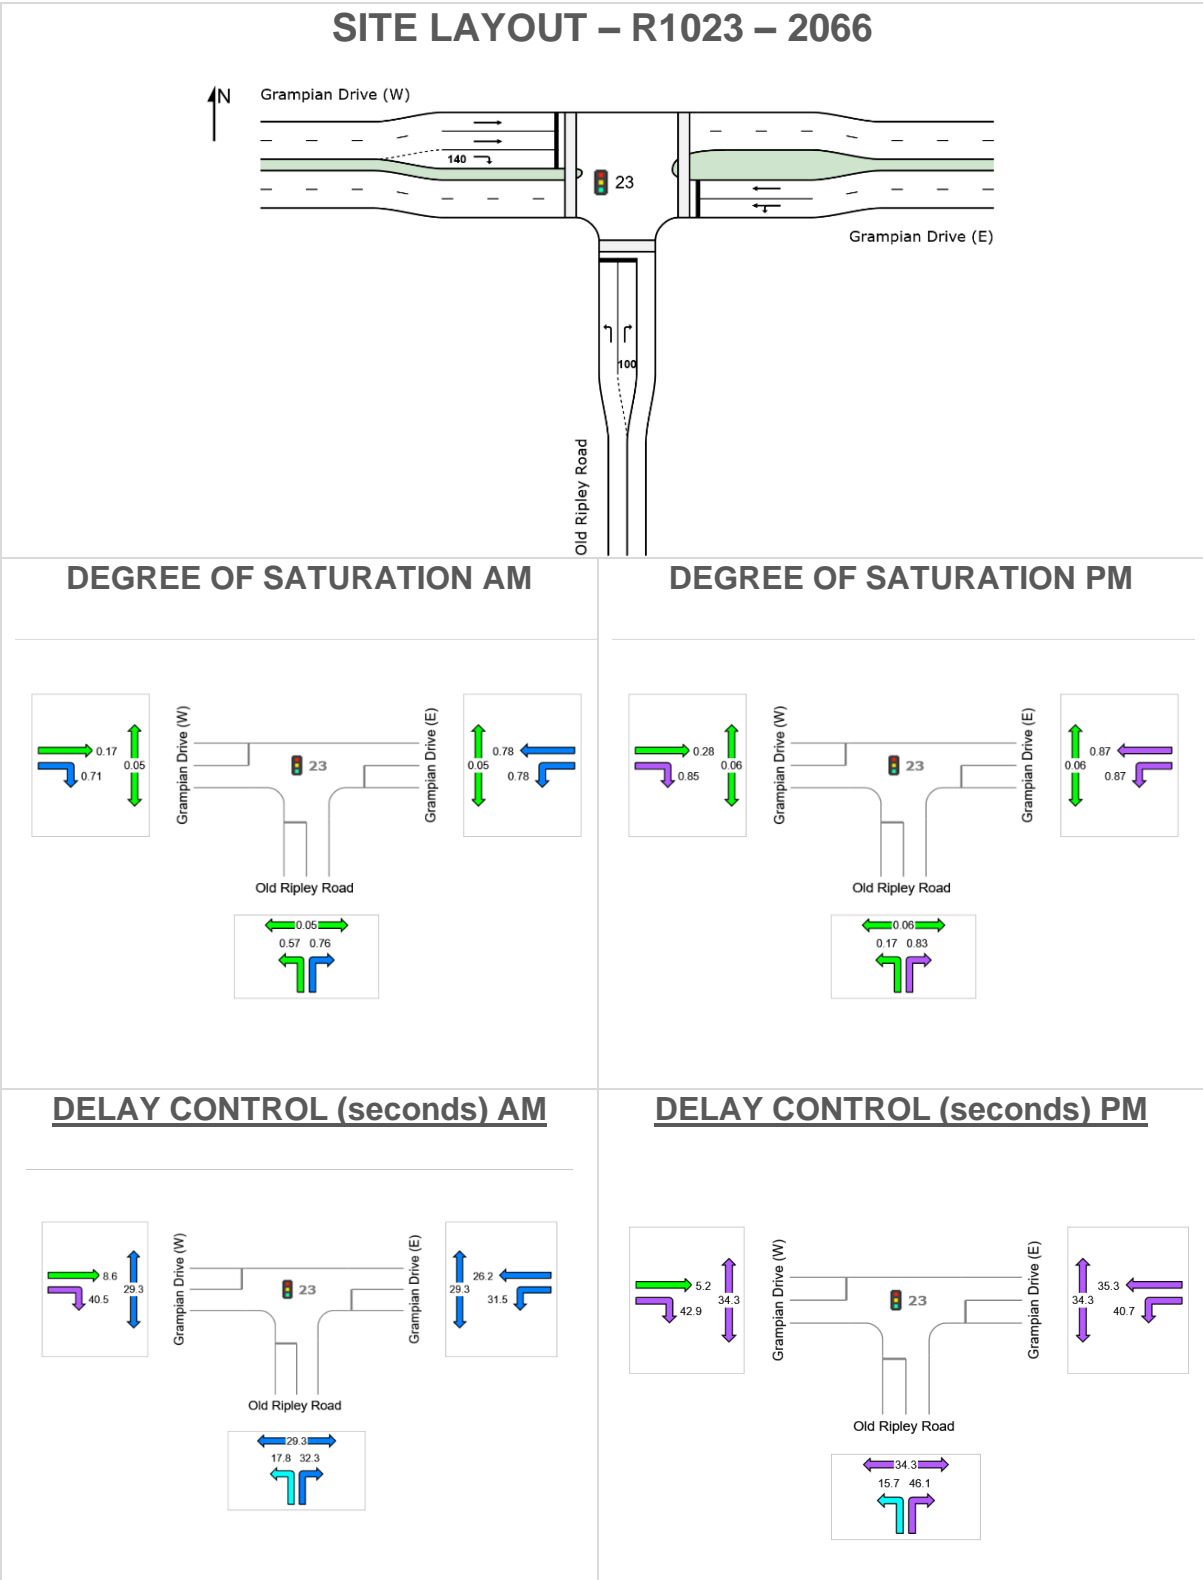 SITE LAYOUT – R1023 – 2066
N
Grampian Drive (W)
140
23
Grampian Drive (E)
100
Old Ripley Road
DEGREE OF SATURATION AM
Grampian Drive (W)
Grampian Drive (E)
0.17
0.05
0.71
23
0.78
0.05
0.78
Old Ripley Road
0.05
0.57 0.76
DEGREE OF SATURATION PM
Grampian Drive (W)
Grampian Drive (E)
0.28
0.06
0.85
23
0.87
0.06
0.87
Old Ripley Road
0.06
0.17 0.83
DELAY CONTROL (seconds) AM
Grampian Drive (W)
Grampian Drive (E)
8.6
29.3
40.5
23
26.2
29.3
31.5
Old Ripley Road
29.3
17.8 32.3
DELAY CONTROL (seconds) PM
Grampian Drive (W)
Grampian Drive (E)
5.2
34.3
42.9
23
35.3
34.3
40.7
Old Ripley Road
34.3
15.7 46.1